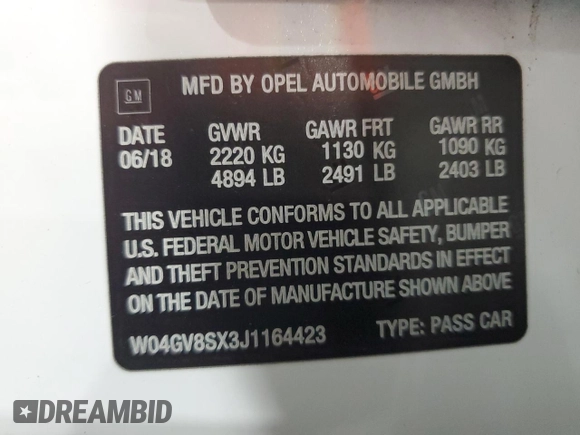 GM
MFD BY OPEL AUTOMOBILE GMBH
DATE GVWR GAWR FRT GAWR RR
06/18 2220 KG 1130 KG 1090 KG
4894 LB 2491 LB 2403 LB
THIS VEHICLE CONFORMS TO ALL APPLICABLE
U.S. FEDERAL MOTOR VEHICLE SAFETY, BUMPER
AND THEFT PREVENTION STANDARDS IN EFFECT
ON THE DATE OF MANUFACTURE SHOWN ABOVE
W04GV8SX3J1164423 TYPE: PASS CAR
DREAMBID